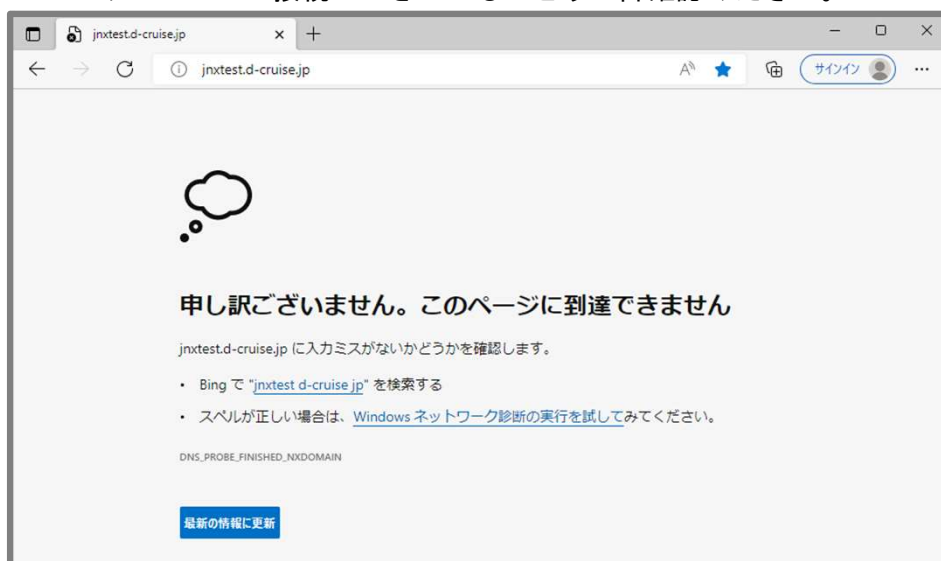 jnxtest.d-cruise.jp
jnxtest.d-cruise.jp
サインイン
申し訳ございません。このページに到達できません
jnxtest.d-cruise.jp に入力ミスがないかどうかを確認します。
• Bing で "jnxtest d-cruise jp" を検索する
• スペルが正しい場合は、Windows ネットワーク診断の実行を試してみてください。
DNS_PROBE_FINISHED_NXDOMAIN
最新の情報に更新